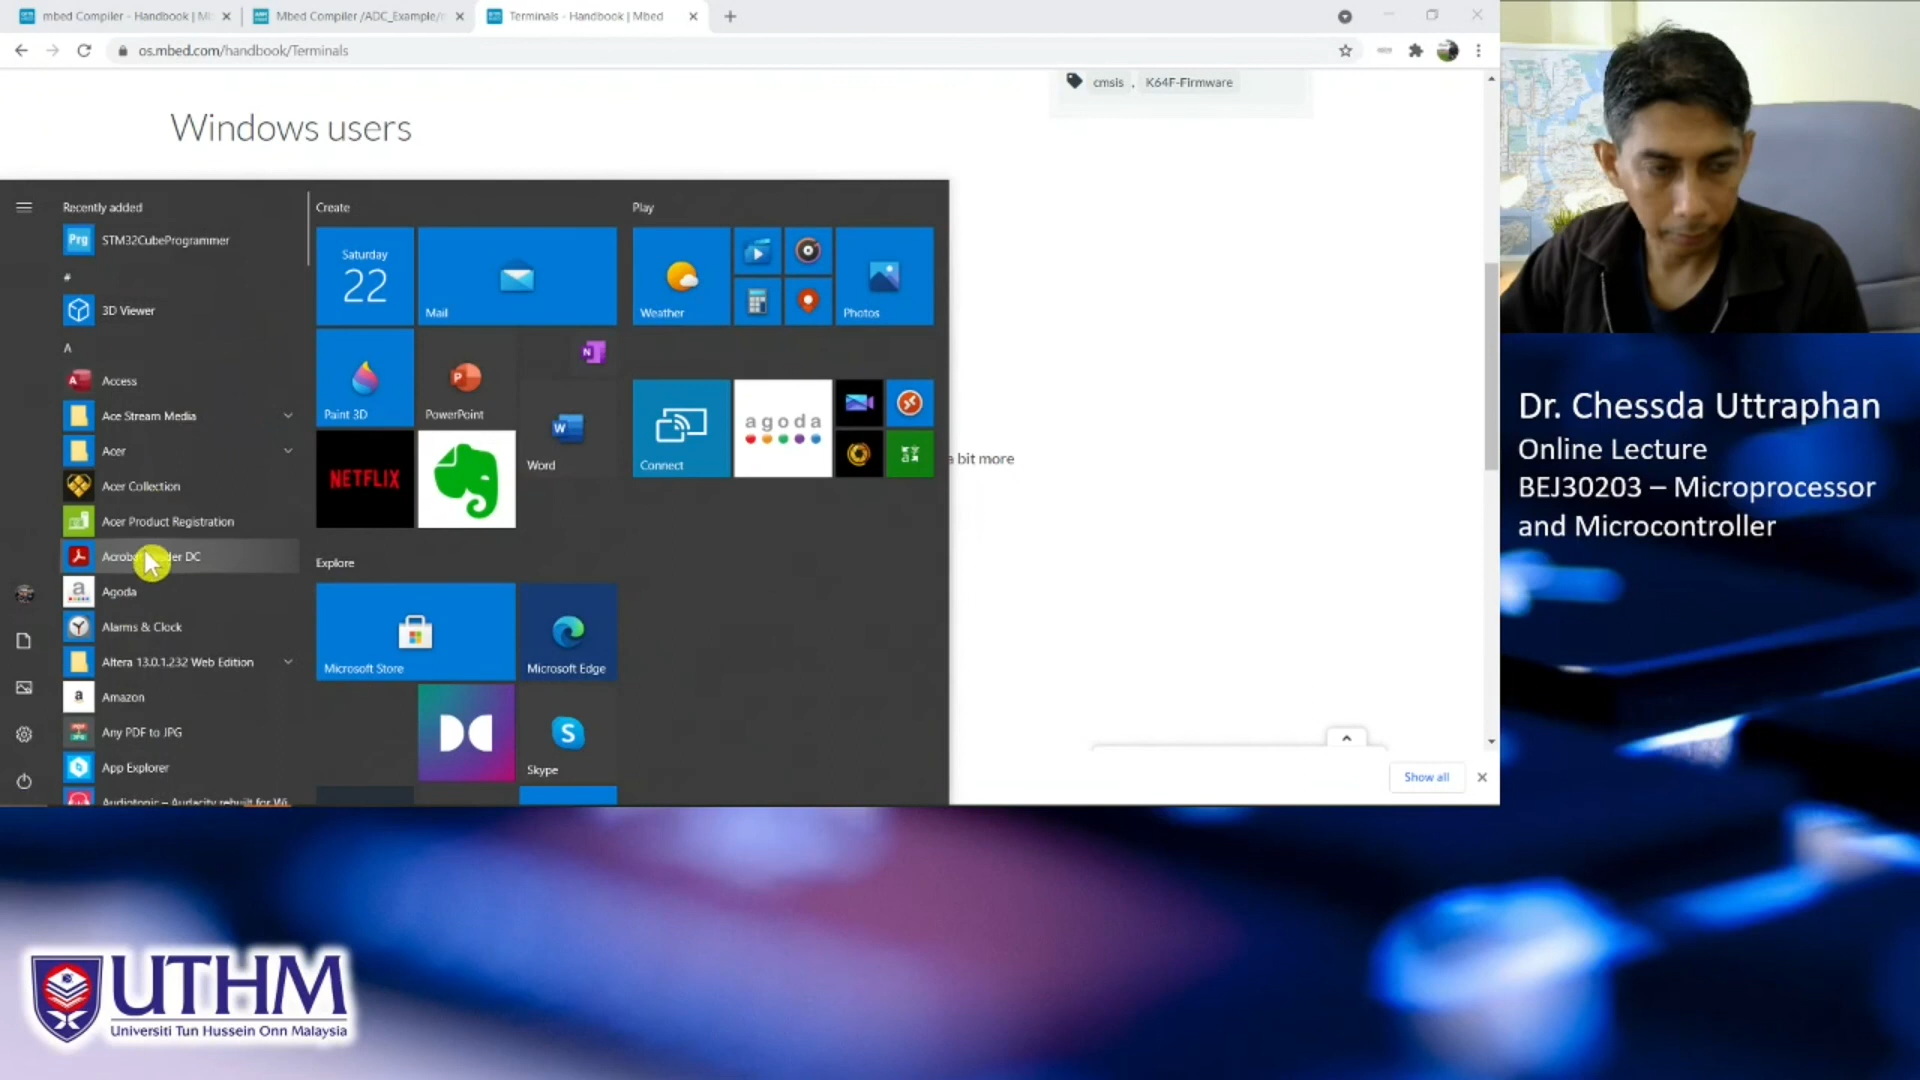 mbed Compiler - Handbook | M
Mbed Compiler /ADC_Example/
Terminals - Handbook | Mbed
os.mbed.com/handbook/Terminals
cmsis , K64F-Firmware
Windows users
Recently added
STM32CubeProgrammer
#
3D Viewer
A
Access
Ace Stream Media
Acer
Acer Collection
Acer Product Registration
DC
Agoda
Alarms & Clock
Altera 13.0.1.232 Web Edition
Amazon
Any PDF to JPG
App Explorer
Create
Saturday
22
Mail
Paint 3D
PowerPoint
Word
NETFLIX
Explore
Microsoft Store
Microsoft Edge
Skype
Play
Weather
Photos
Connect
agoda
a bit more
Show all
Dr. Chessda Uttraphan
Online Lecture
BEJ30203 – Microprocessor
and Microcontroller
UTHM
Universiti Tun Hussein Onn Malaysia